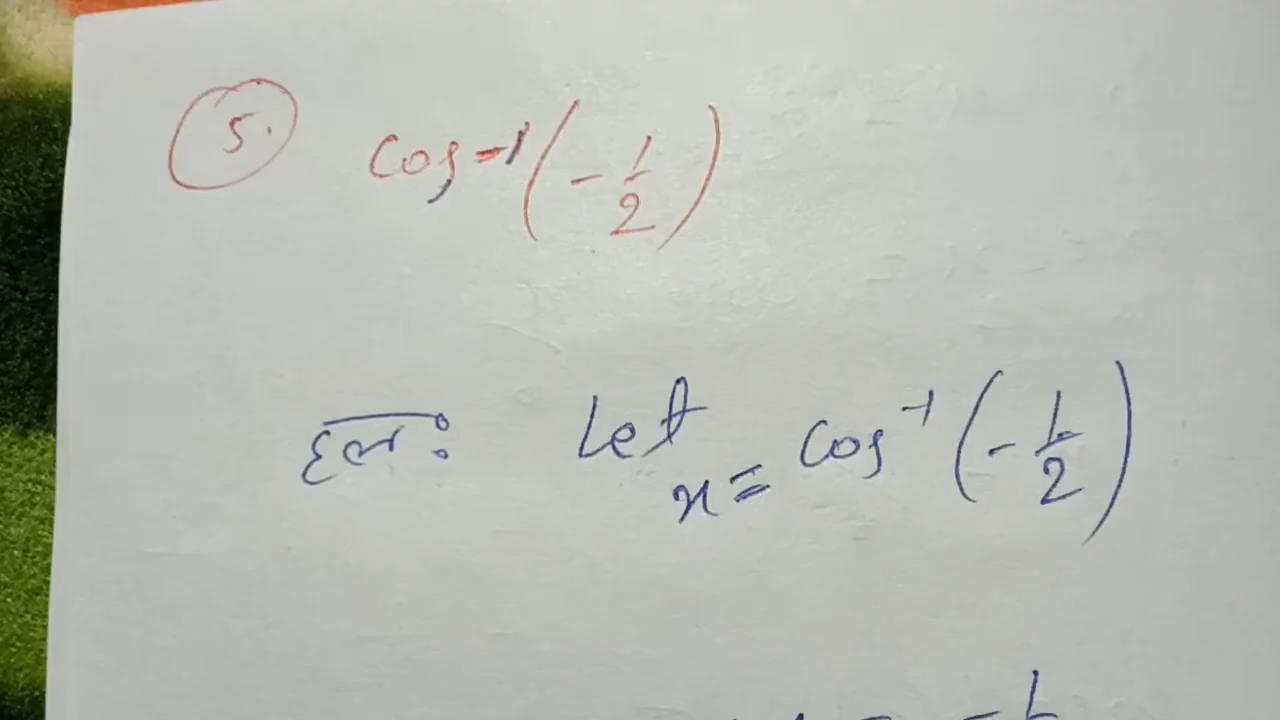 5. cos⁻¹(-1/2)
हल: Let
x = cos⁻¹(-1/2)